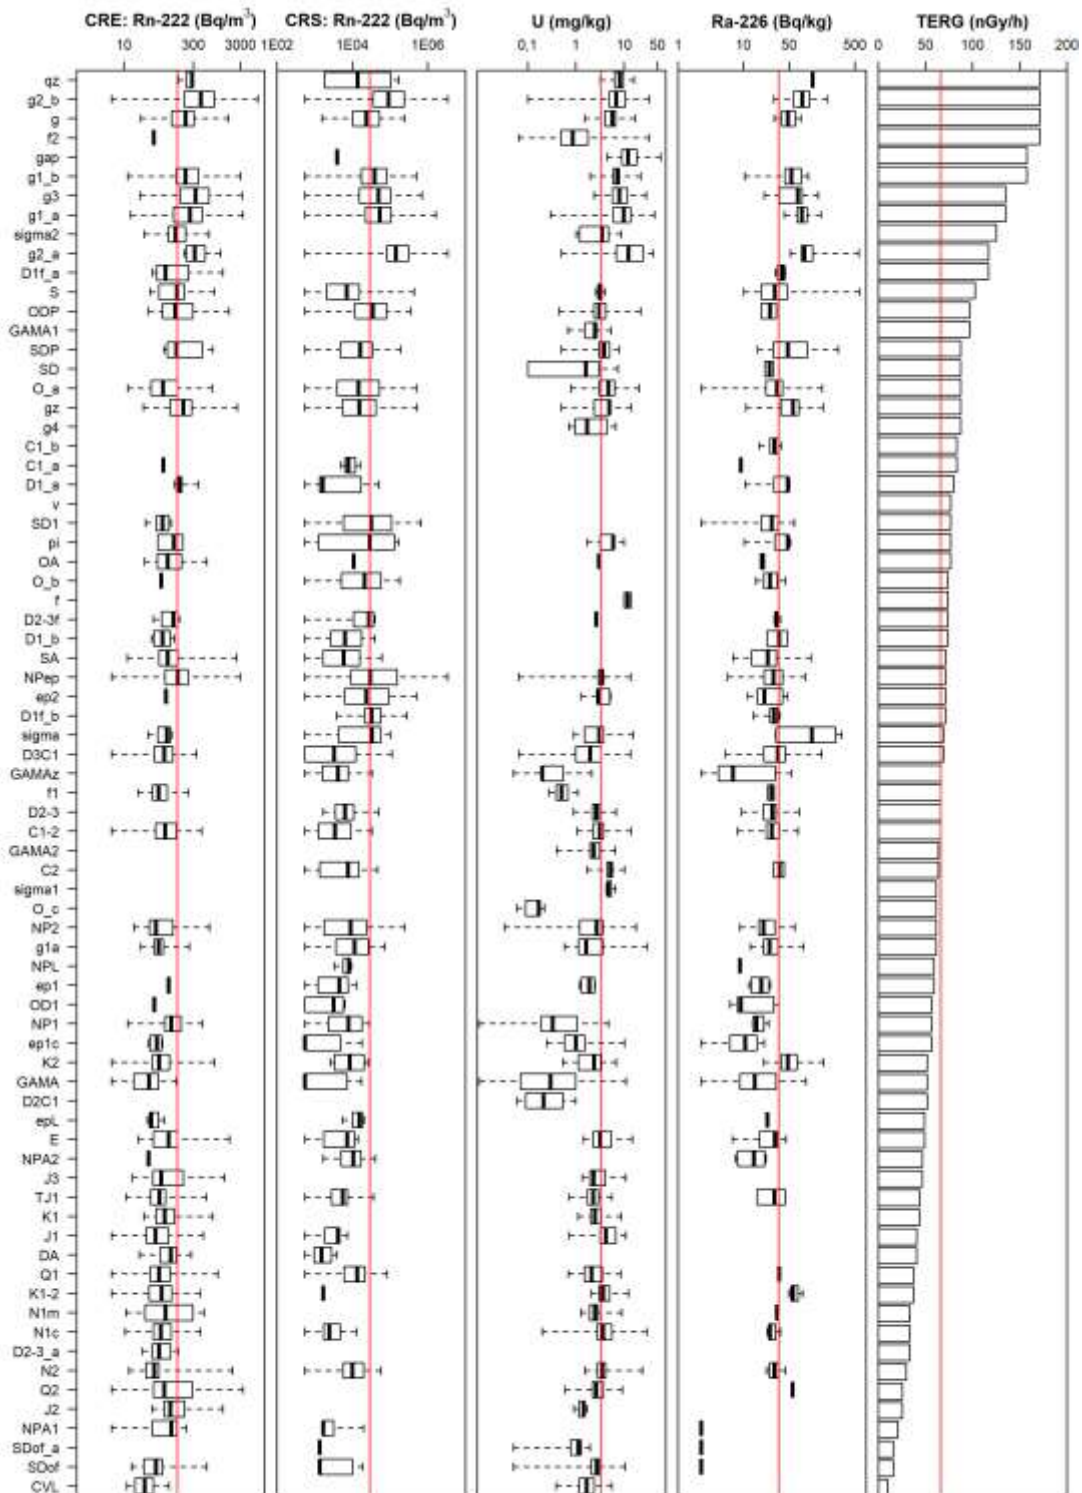 CRE: Rn-222 (Bq/m³) CRS: Rn-222 (Bq/m³) U (mg/kg) Ra-226 (Bq/kg) TERG (nGy/h)
10 300 3000 1E02 1E04 1E06 0,1 1 10 50 1 10 50 500 0 50 100 150 200
qz
g2_b
g
f2
gap
g1_b
g3
g1_a
sigma2
g2_a
D1f_a
S
ODP
GAMA1
SDP
SD
O_a
gz
g4
C1_b
C1_a
D1_a
v
SD1
pi
OA
O_b
f
D2-3f
D1_b
SA
NPep
ep2
D1f_b
sigma
D3C1
GAMAz
f1
D2-3
C1-2
GAMA2
C2
sigma1
O_c
NP2
g1a
NPL
ep1
OD1
NP1
ep1c
K2
GAMA
D2C1
epL
E
NPA2
J3
TJ1
K1
J1
DA
Q1
K1-2
N1m
N1c
D2-3_a
N2
Q2
J2
NPA1
SDof_a
SDof
CVL